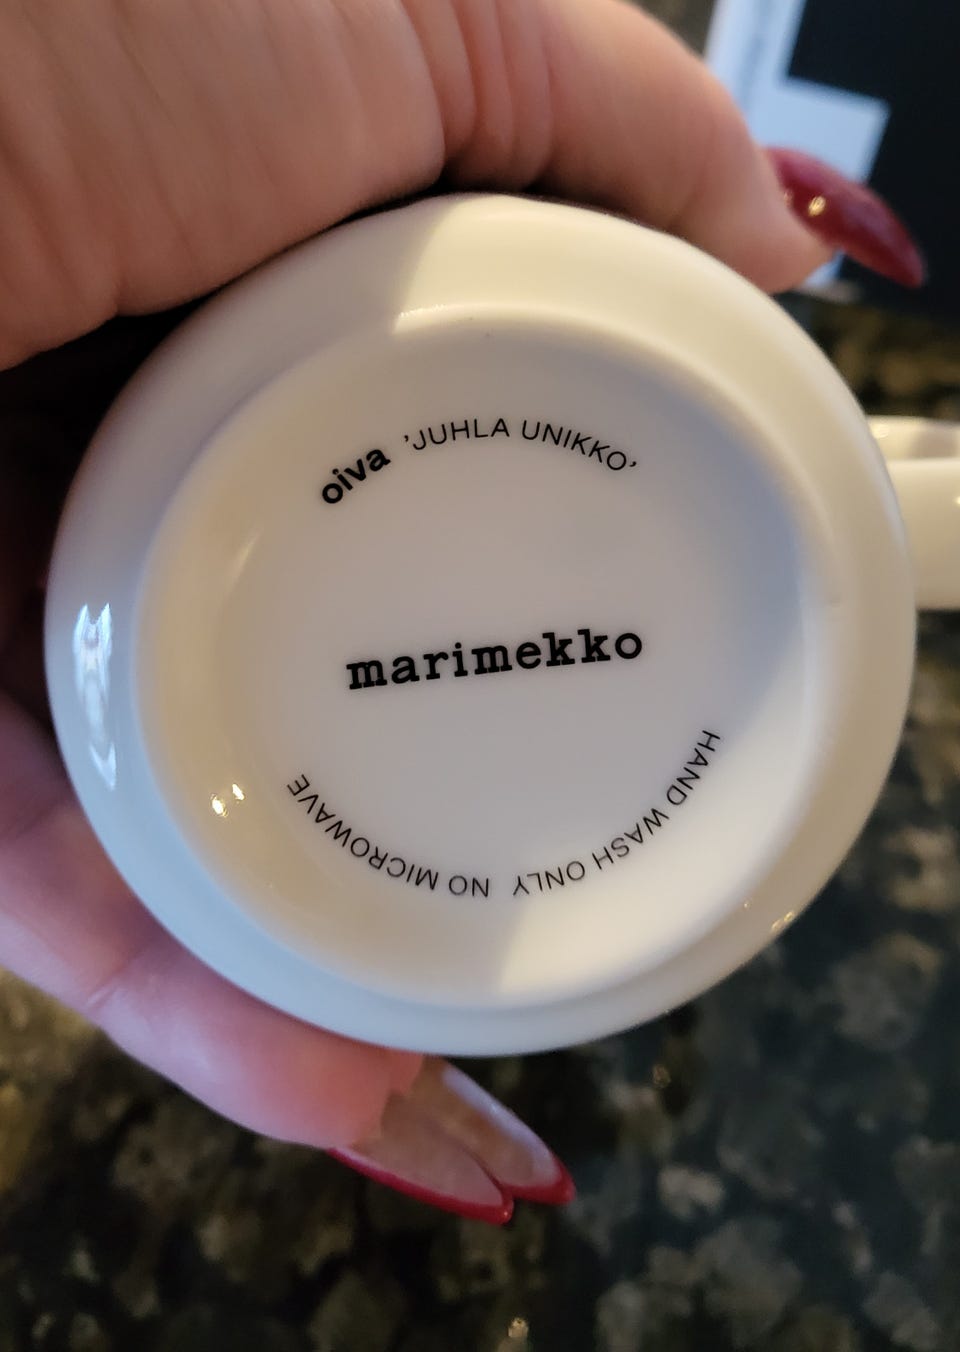 oiva ’JUHLA UNIKKO’
marimekko
HAND WASH ONLY NO MICROWAVE